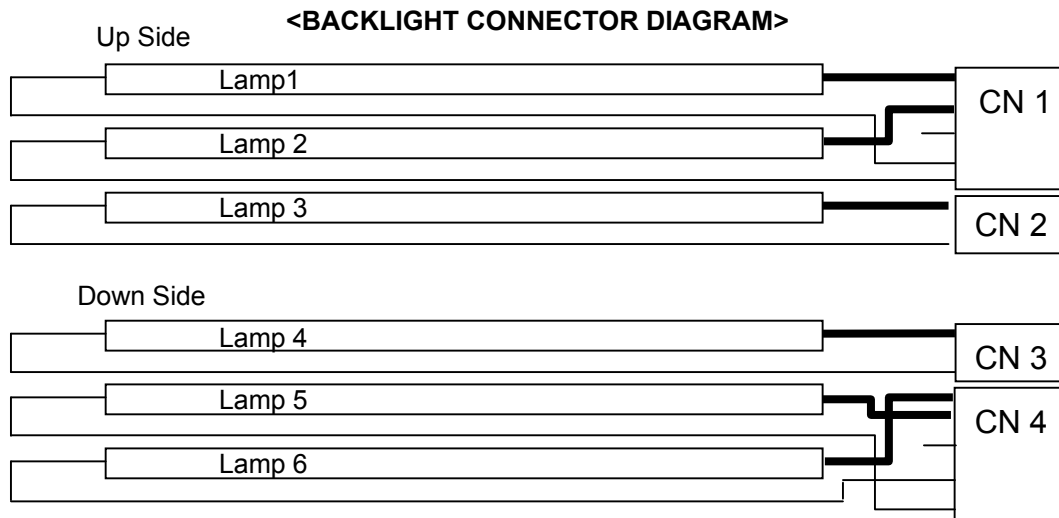 <BACKLIGHT CONNECTOR DIAGRAM>
Up Side
Lamp1
CN 1
Lamp 2
Lamp 3
CN 2
Down Side
Lamp 4
CN 3
Lamp 5
CN 4
Lamp 6